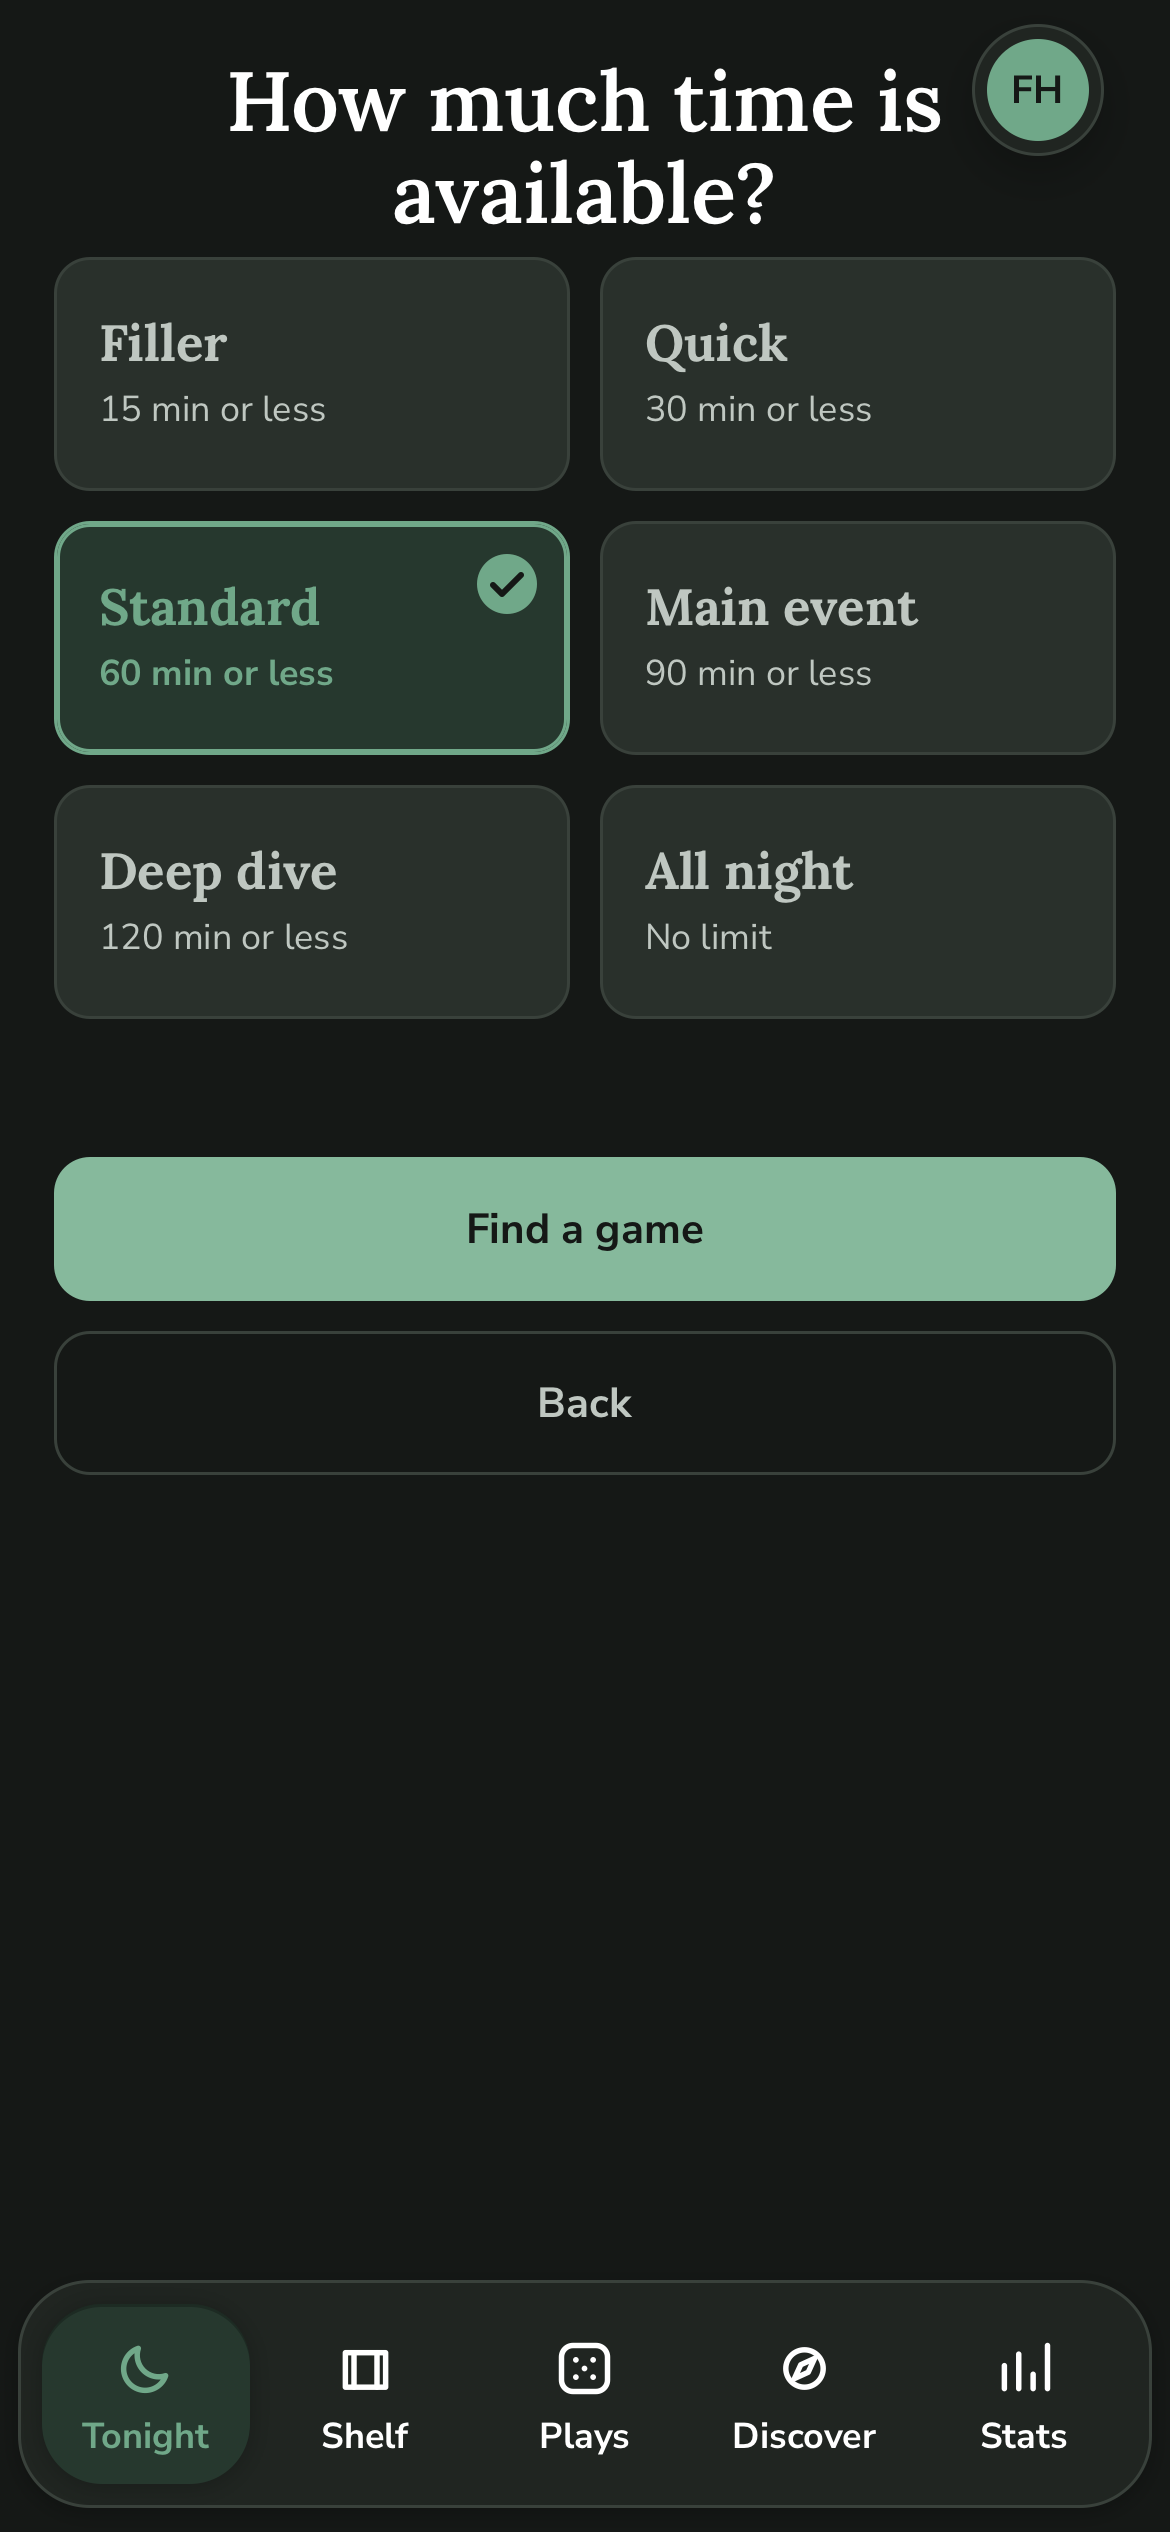 How much time is
available?
FH
Filler
15 min or less
Quick
30 min or less
Standard
60 min or less
Main event
90 min or less
Deep dive
120 min or less
All night
No limit
Find a game
Back
Tonight
Shelf
Plays
Discover
Stats